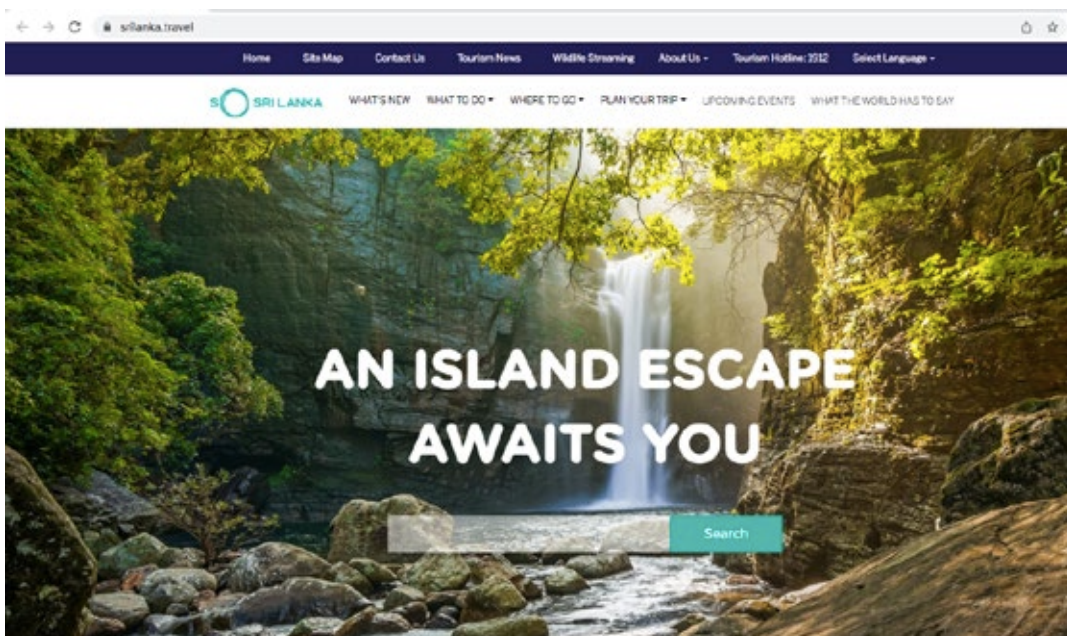 srilanka.travel
Home Site Map Contact Us Tourism News Wildlife Streaming About Us Tourism Hotline: 1912 Select Language
SO SRI LANKA WHAT'S NEW WHAT TO DO WHERE TO GO PLAN YOUR TRIP UPCOMING EVENTS WHAT THE WORLD HAS TO SAY
AN ISLAND ESCAPE
AWAITS YOU
Search